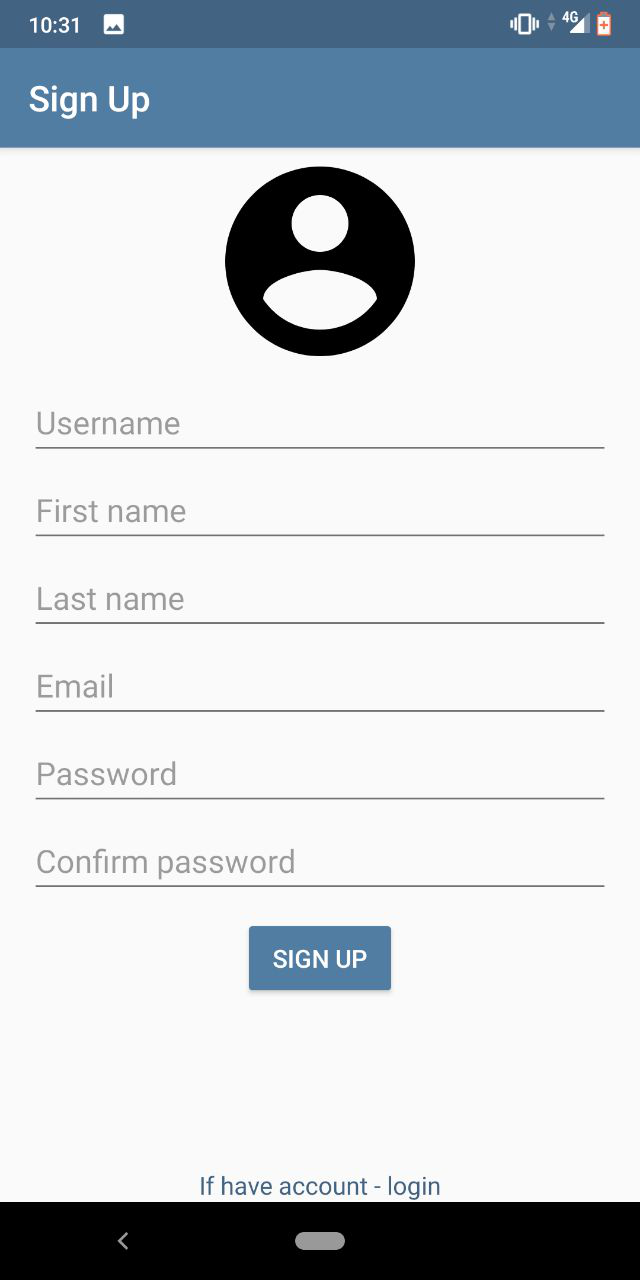 10:31
4G
Sign Up
Username
First name
Last name
Email
Password
Confirm password
SIGN UP
If have account - login